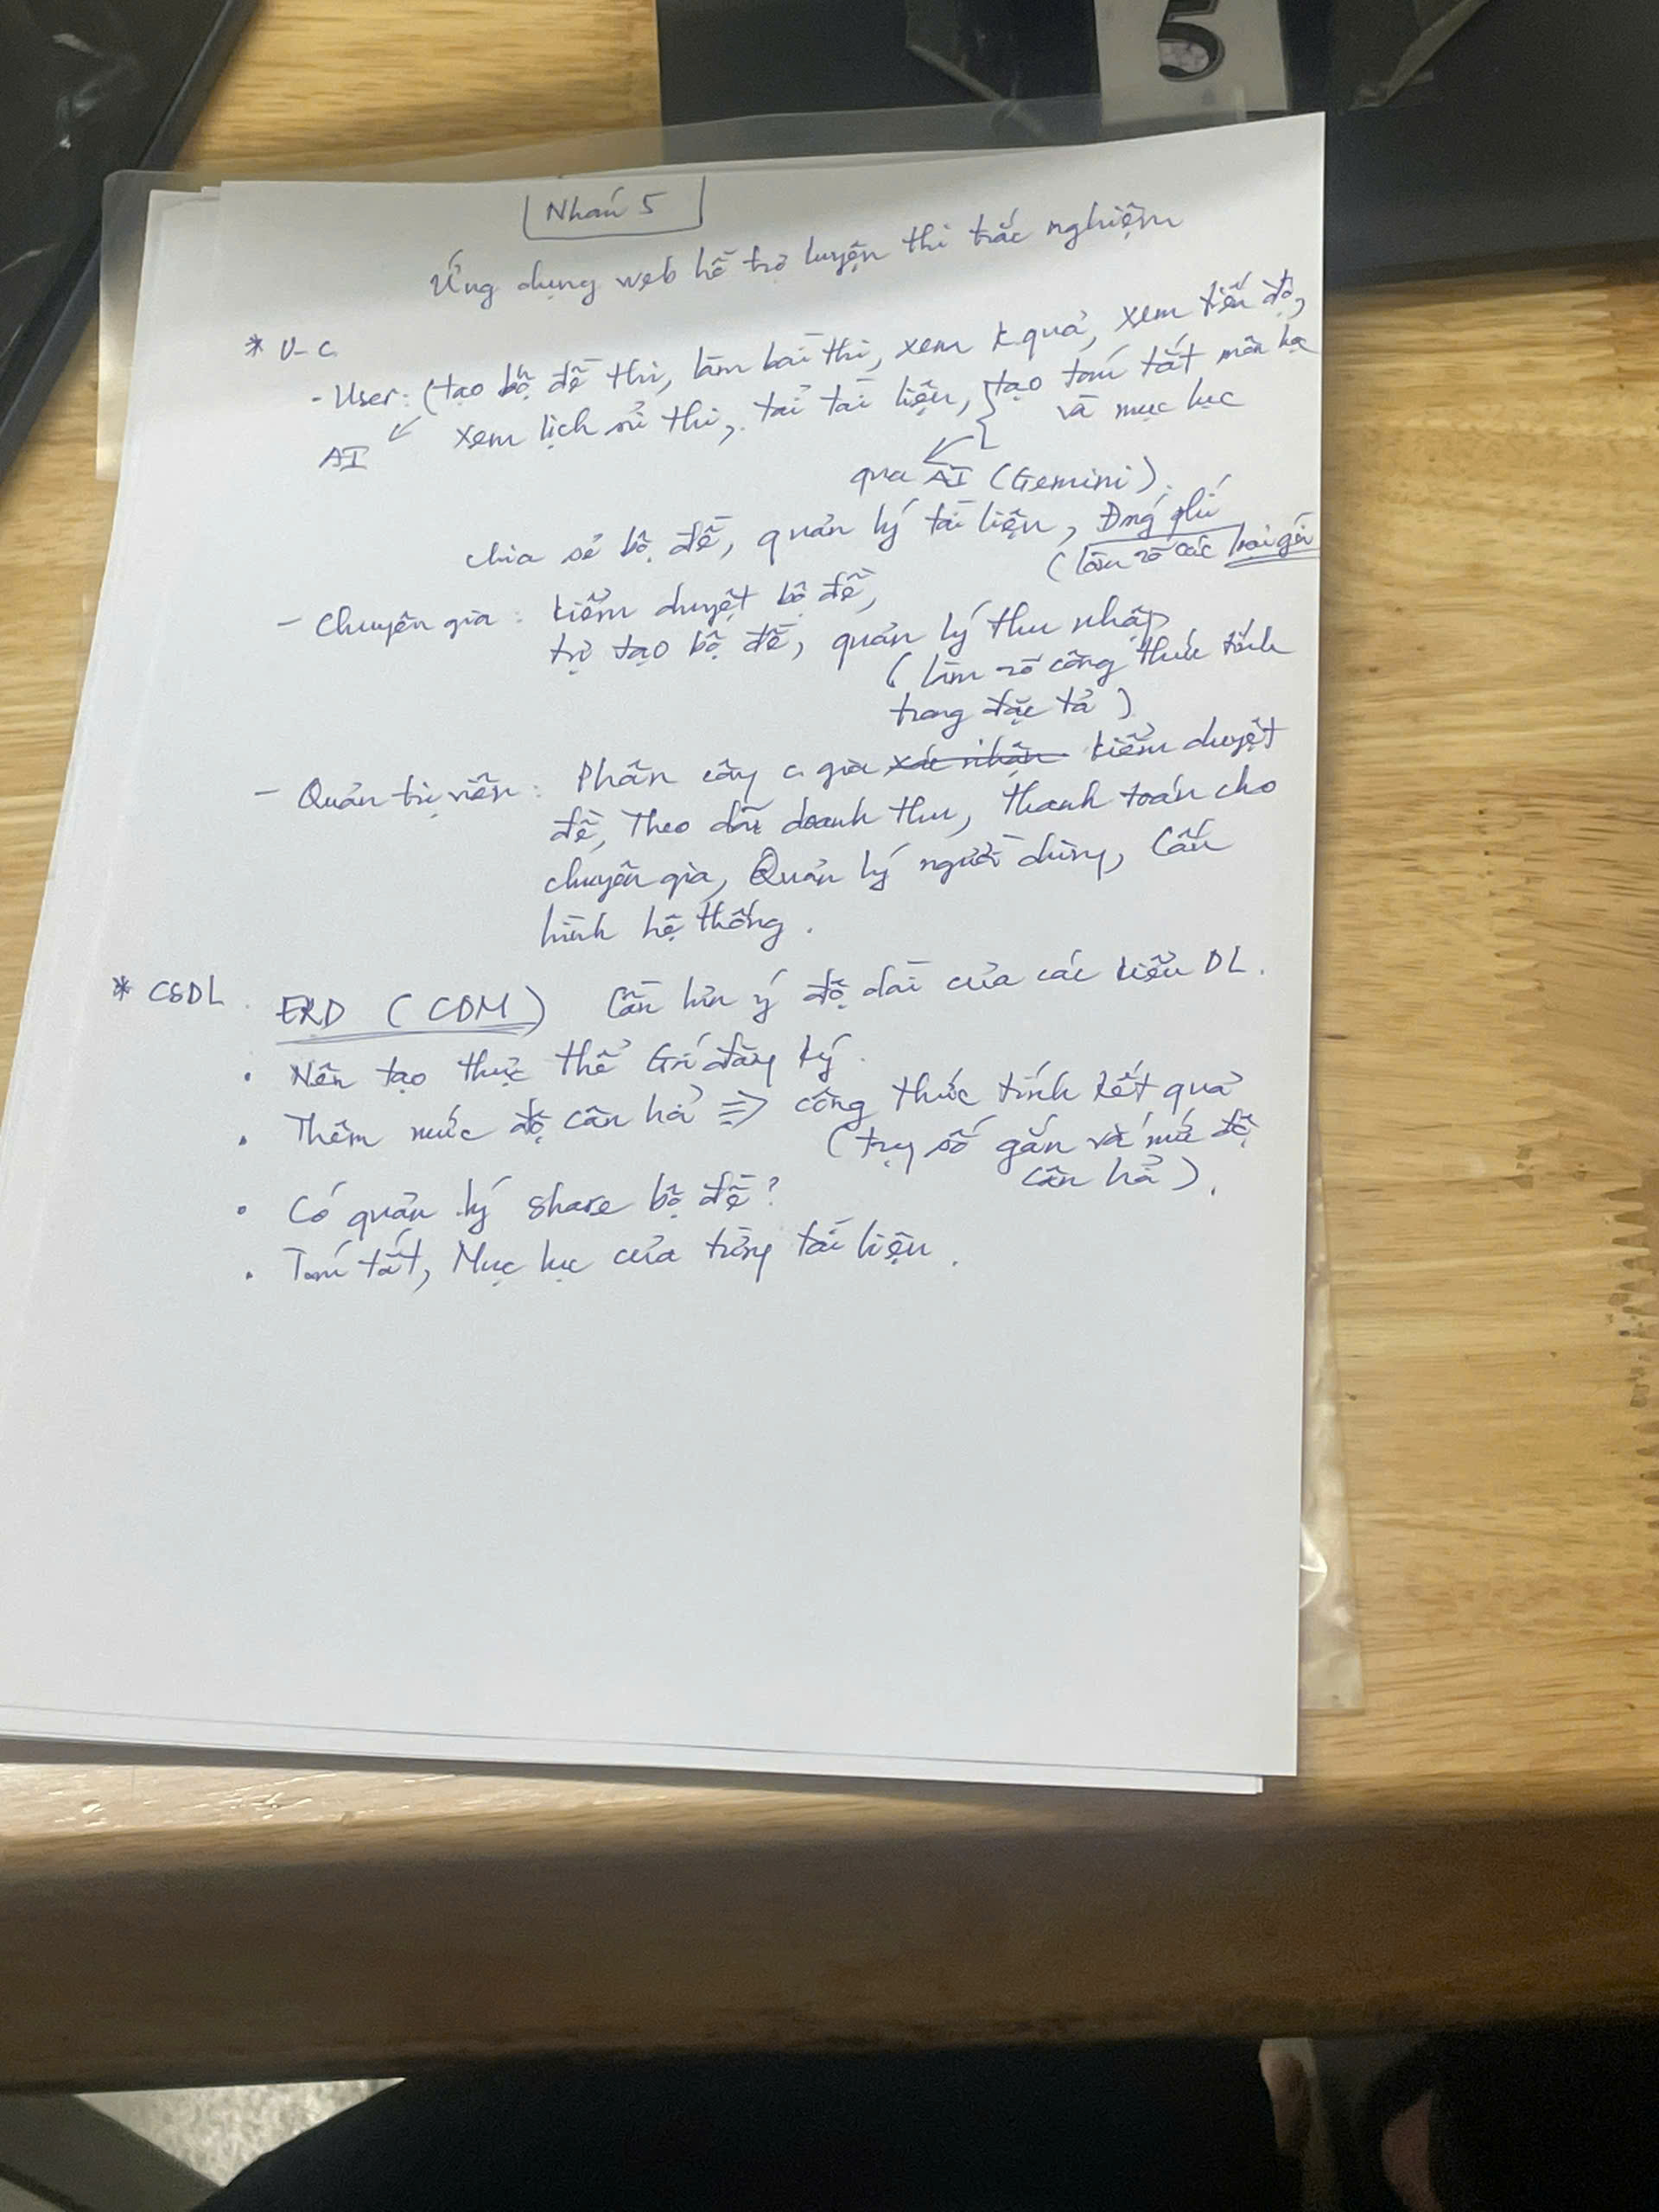 5
Nhóm 5
Ứng dụng web hỗ trợ luyện thi trắc nghiệm
* U-C
- User: (tạo bộ đề thi, làm bài thi, xem k.quả, xem tiến độ,
AI xem lịch sử thi, tải tài liệu, tạo tóm tắt môn học
và mục lục
qua AI (Gemini).
chia sẻ bộ đề, quản lý tài liệu, Đóng phí
(làm rõ các loại gói
- Chuyên gia: kiểm duyệt bộ đề,
tự tạo bộ đề, quản lý thu nhập
(làm rõ công thức tính
trong đặc tả)
- Quản trị viên: Phân công c. gia kiểm duyệt
đề, Theo dõi doanh thu, Thanh toán cho
chuyên gia, Quản lý người dùng, Cấu
hình hệ thống.
* CSDL. ERD (CDM) Cần lưu ý độ dài của các kiểu DL.
• Nên tạo thực thể Gói đăng ký.
• Thêm mức độ câu hỏi => công thức tính kết quả
(trọng số gắn với mức độ
câu hỏi).
• Có quản lý share bộ đề?
• Tóm tắt, Mục lục của từng tài liệu.